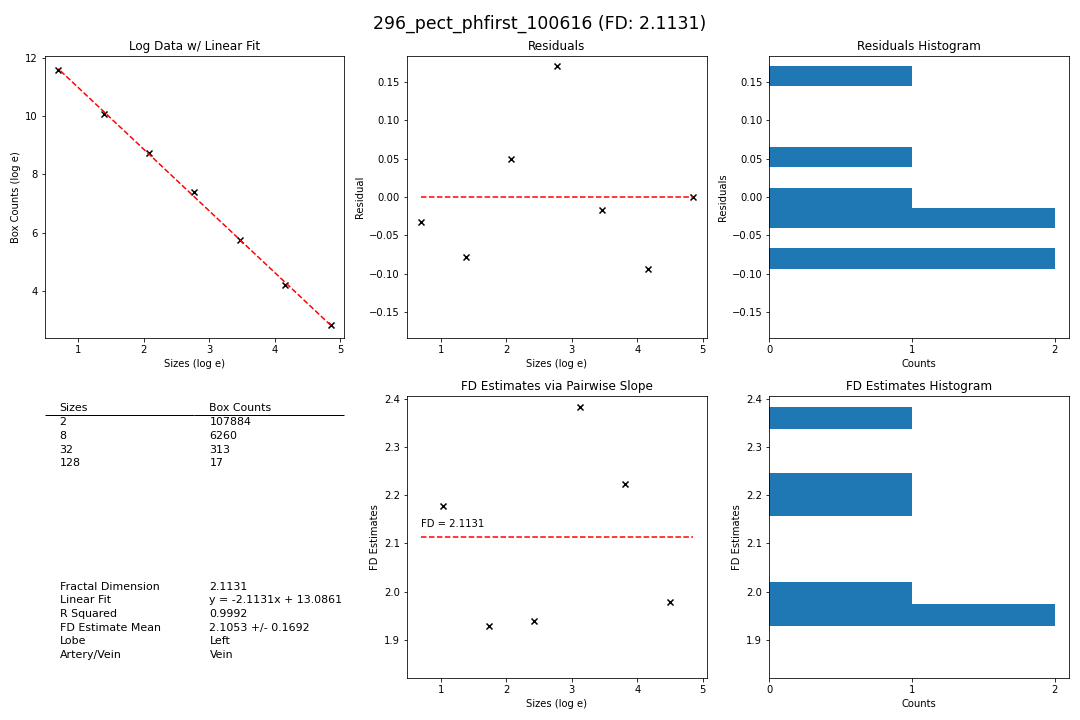 296_pect_phfirst_100616 (FD: 2.1131)
Log Data w/ Linear Fit
12
10
8
6
4
Box Counts (log e)
1 2 3 4 5
Sizes (log e)
Residuals
0.15
0.10
0.05
0.00
−0.05
−0.10
−0.15
Residual
1 2 3 4 5
Sizes (log e)
Residuals Histogram
0.15
0.10
0.05
0.00
−0.05
−0.10
−0.15
Residuals
0 1 2
Counts
Sizes Box Counts
2 107884
8 6260
32 313
128 17
Fractal Dimension 2.1131
Linear Fit y = -2.1131x + 13.0861
R Squared 0.9992
FD Estimate Mean 2.1053 +/- 0.1692
Lobe Left
Artery/Vein Vein
FD Estimates via Pairwise Slope
2.4
2.3
2.2
2.1
2.0
1.9
FD Estimates
FD = 2.1131
1 2 3 4 5
Sizes (log e)
FD Estimates Histogram
2.4
2.3
2.2
2.1
2.0
1.9
FD Estimates
0 1 2
Counts